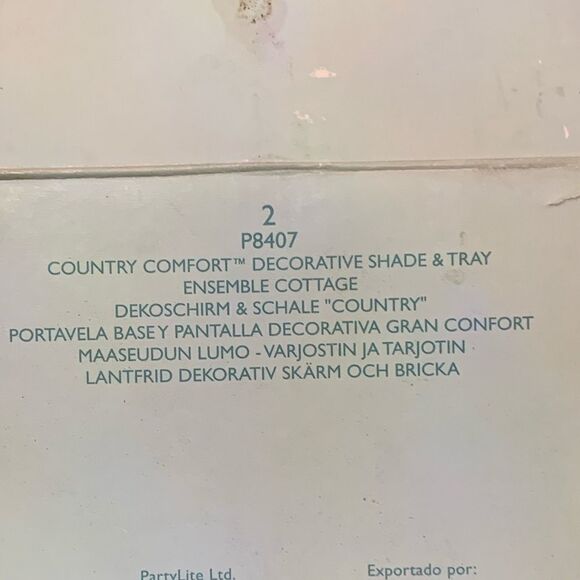 2
P8407
COUNTRY COMFORT™ DECORATIVE SHADE & TRAY
ENSEMBLE COTTAGE
DEKOSCHIRM & SCHALE "COUNTRY"
PORTAVELA BASE Y PANTALLA DECORATIVA GRAN CONFORT
MAASEUDUN LUMO - VARJOSTIN JA TARJOTIN
LANTFRID DEKORATIV SKÄRM OCH BRICKA
PartyLite Ltd.
Exportado por: